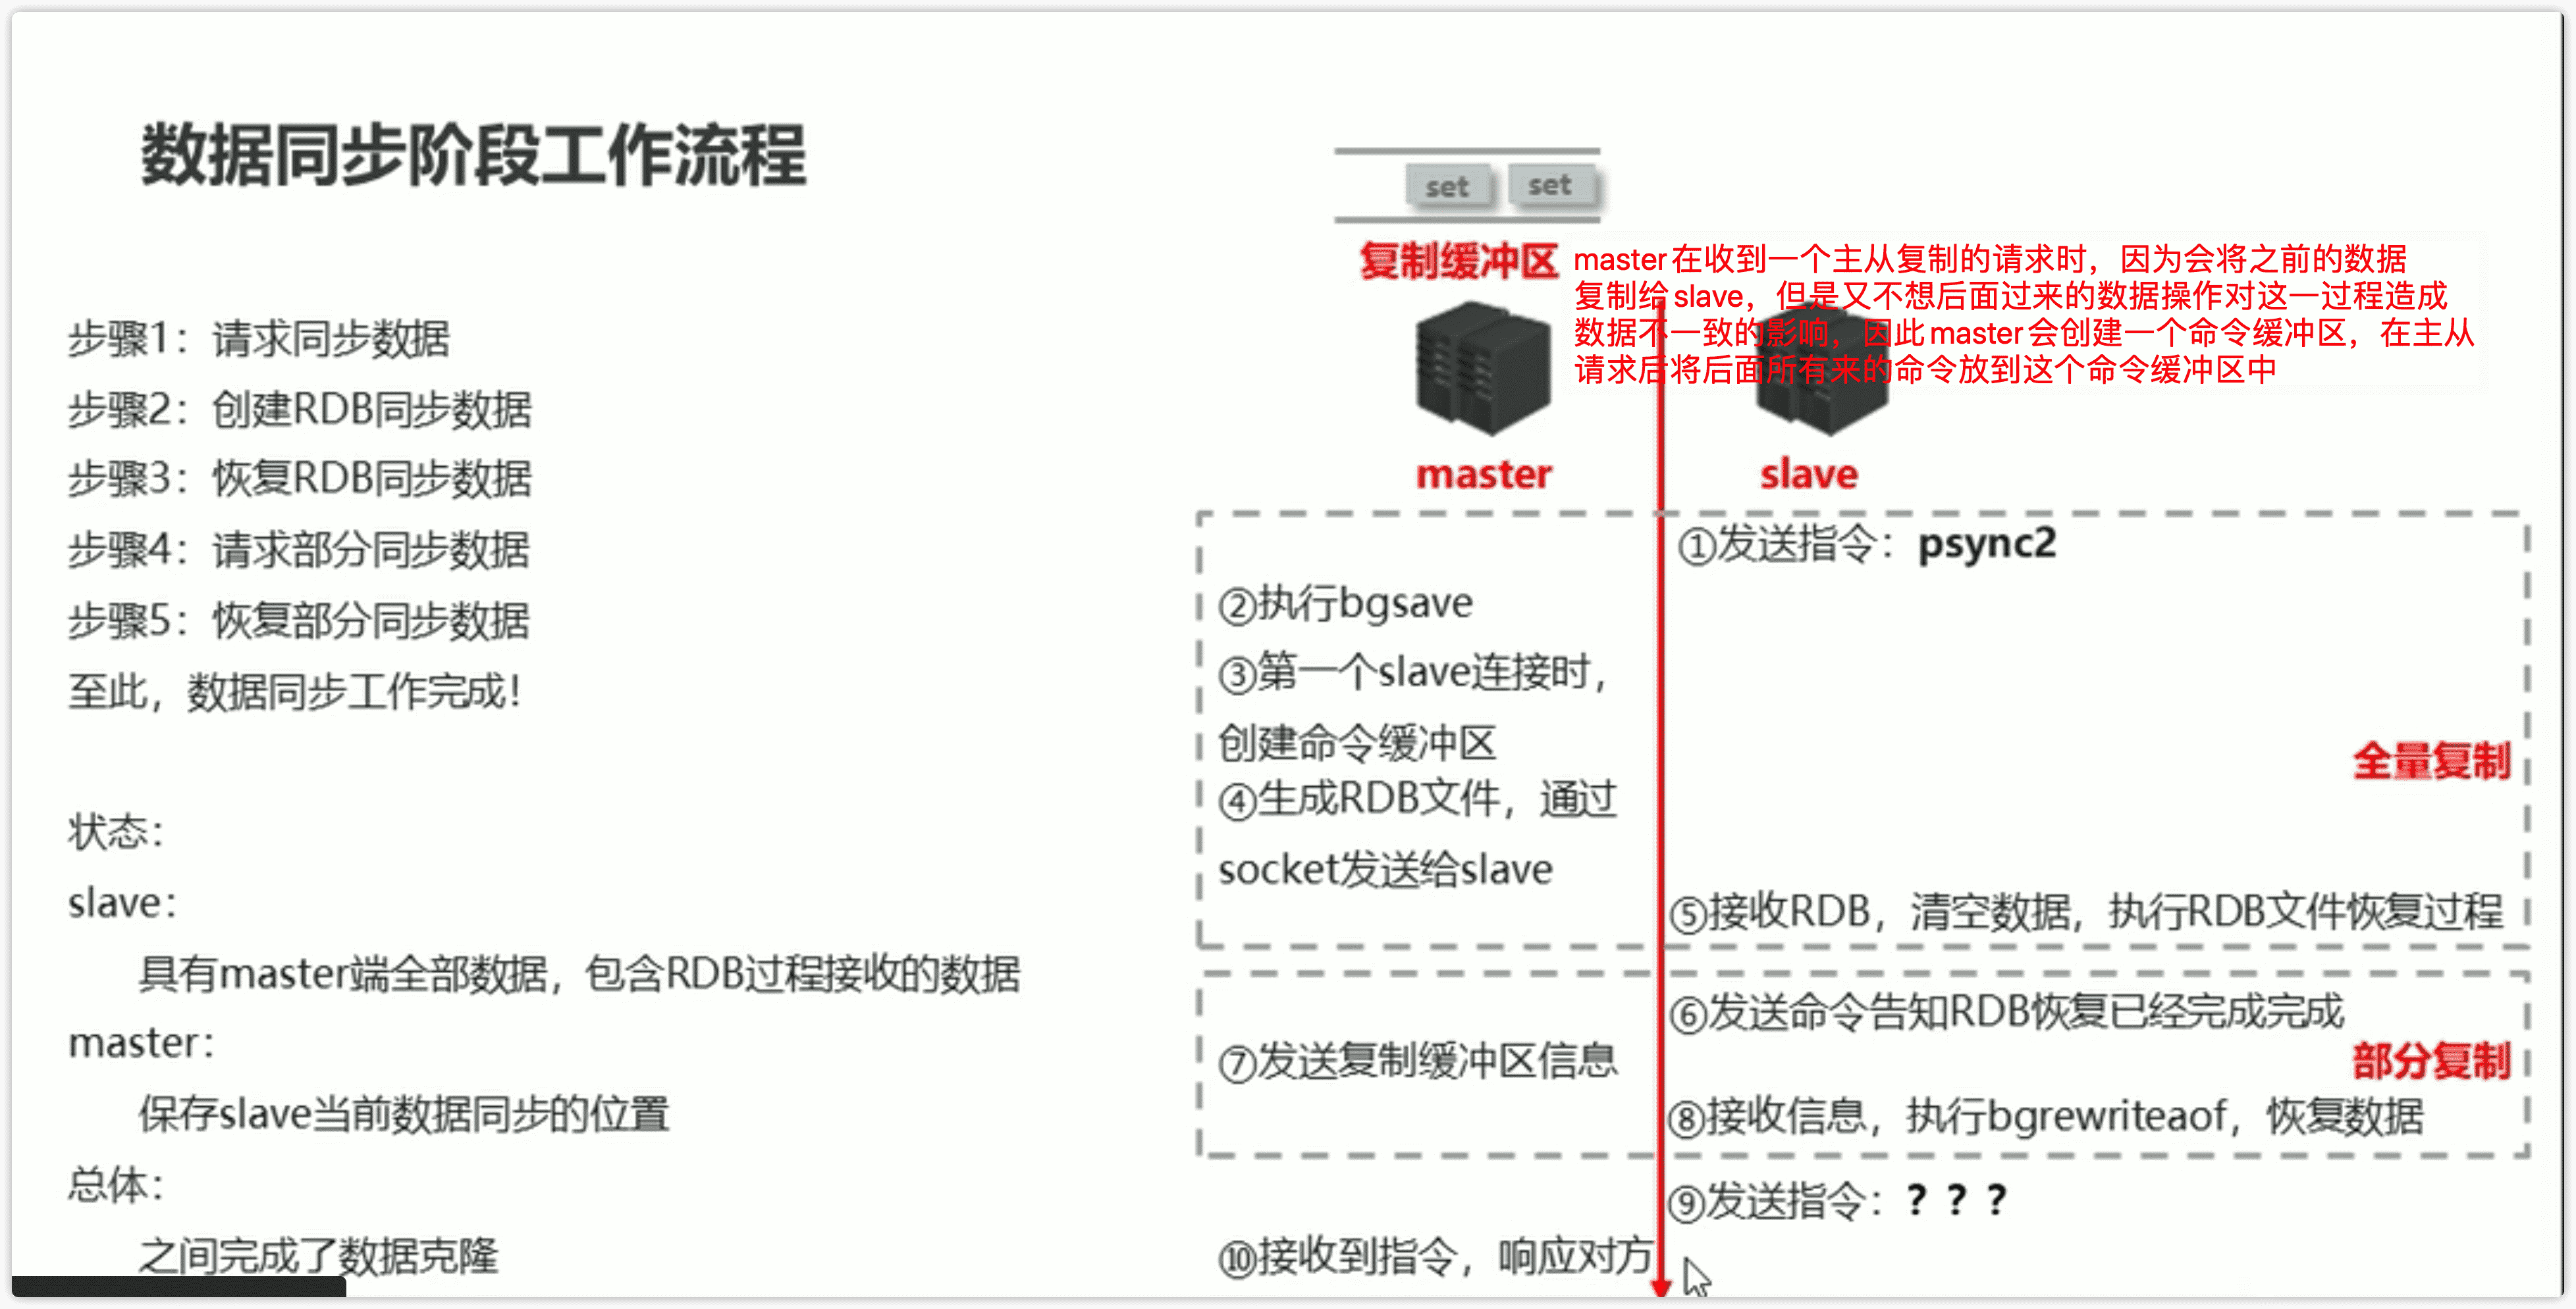 数据同步阶段工作流程
步骤1：请求同步数据
步骤2：创建RDB同步数据
步骤3：恢复RDB同步数据
步骤4：请求部分同步数据
步骤5：恢复部分同步数据
至此，数据同步工作完成！
状态：
slave：
具有master端全部数据，包含RDB过程接收的数据
master：
保存slave当前数据同步的位置
总体：
之间完成了数据克隆
set set
复制缓冲区
master在收到一个主从复制的请求时，因为会将之前的数据
复制给slave，但是又不想后面过来的数据操作对这一过程造成
数据不一致的影响，因此master会创建一个命令缓冲区，在主从
请求后将后面所有来的命令放到这个命令缓冲区中
master slave
①发送指令：psync2
②执行bgsave
③第一个slave连接时，
创建命令缓冲区
全量复制
④生成RDB文件，通过
socket发送给slave
⑤接收RDB，清空数据，执行RDB文件恢复过程
⑥发送命令告知RDB恢复已经完成完成
⑦发送复制缓冲区信息
部分复制
⑧接收信息，执行bgrewriteaof，恢复数据
⑨发送指令：？？？
⑩接收到指令，响应对方